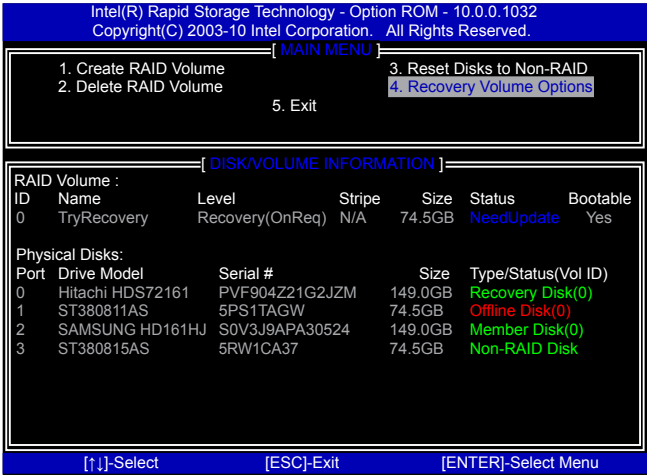 Intel(R) Rapid Storage Technology - Option ROM - 10.0.0.1032
Copyright(C) 2003-10 Intel Corporation. All Rights Reserved.
[ MAIN MENU ]
1. Create RAID Volume 3. Reset Disks to Non-RAID
2. Delete RAID Volume 4. Recovery Volume Options
5. Exit
[ DISK/VOLUME INFORMATION ]
RAID Volume :
ID Name Level Stripe Size Status Bootable
0 TryRecovery Recovery(OnReq) N/A 74.5GB NeedUpdate Yes
Physical Disks:
Port Drive Model Serial # Size Type/Status(Vol ID)
0 Hitachi HDS72161 PVF904Z21G2JZM 149.0GB Recovery Disk(0)
1 ST380811AS 5PS1TAGW 74.5GB Offline Disk(0)
2 SAMSUNG HD161HJ S0V3J9APA30524 149.0GB Member Disk(0)
3 ST380815AS 5RW1CA37 74.5GB Non-RAID Disk
[↑↓]-Select [ESC]-Exit [ENTER]-Select Menu